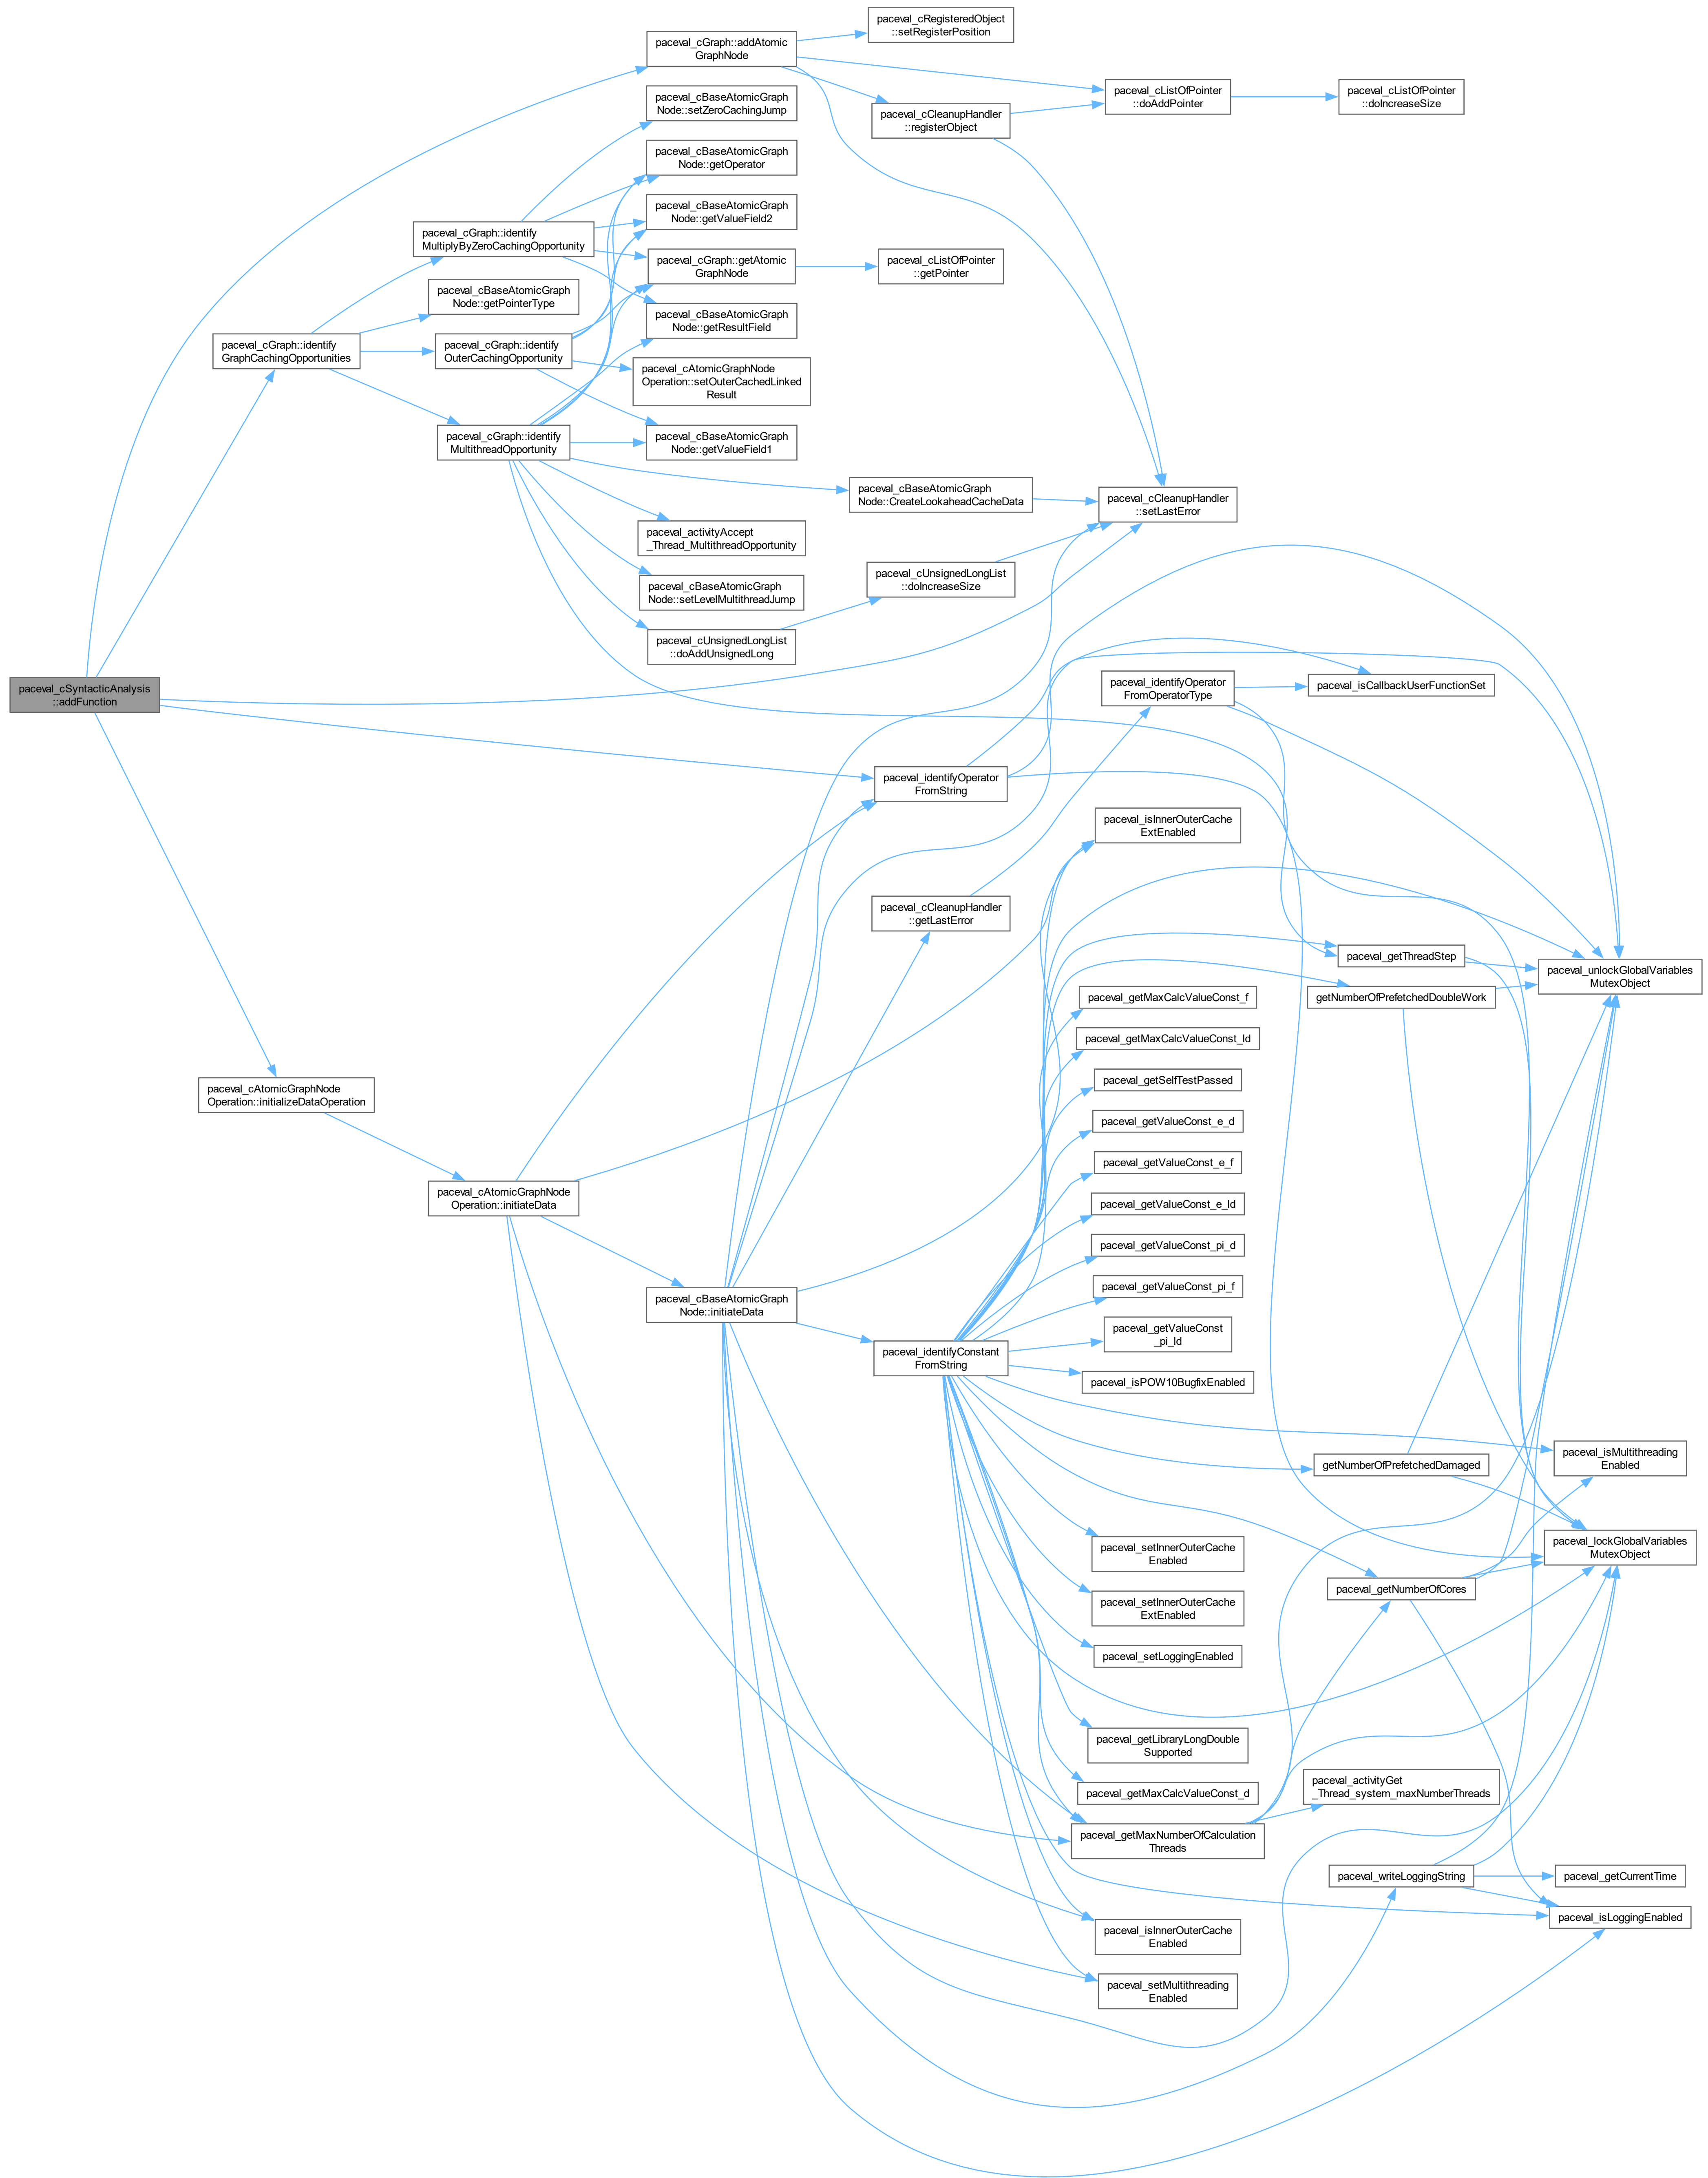 paceval_cRegisteredObject
::setRegisterPosition
paceval_cGraph::addAtomic
GraphNode
paceval_cListOfPointer
::doAddPointer
paceval_cListOfPointer
::doIncreaseSize
paceval_cBaseAtomicGraph
Node::setZeroCachingJump
paceval_cCleanupHandler
::registerObject
paceval_cBaseAtomicGraph
Node::getOperator
paceval_cBaseAtomicGraph
Node::getValueField2
paceval_cGraph::identify
MultiplyByZeroCachingOpportunity
paceval_cGraph::getAtomic
GraphNode
paceval_cListOfPointer
::getPointer
paceval_cBaseAtomicGraph
Node::getPointerType
paceval_cBaseAtomicGraph
Node::getResultField
paceval_cGraph::identify
GraphCachingOpportunities
paceval_cGraph::identify
OuterCachingOpportunity
paceval_cAtomicGraphNode
Operation::setOuterCachedLinked
Result
paceval_cGraph::identify
MultithreadOpportunity
paceval_cBaseAtomicGraph
Node::getValueField1
paceval_cBaseAtomicGraph
Node::CreateLookaheadCacheData
paceval_cCleanupHandler
::setLastError
paceval_activityAccept
_Thread_MultithreadOpportunity
paceval_cUnsignedLongList
::doIncreaseSize
paceval_cBaseAtomicGraph
Node::setLevelMultithreadJump
paceval_cUnsignedLongList
::doAddUnsignedLong
paceval_cSyntacticAnalysis
::addFunction
paceval_identifyOperator
FromOperatorType
paceval_isCallbackUserFunctionSet
paceval_identifyOperator
FromString
paceval_isInnerOuterCache
ExtEnabled
paceval_cCleanupHandler
::getLastError
paceval_getThreadStep
paceval_unlockGlobalVariables
MutexObject
getNumberOfPrefetchedDoubleWork
paceval_getMaxCalcValueConst_f
paceval_getMaxCalcValueConst_ld
paceval_getSelfTestPassed
paceval_cAtomicGraphNode
Operation::initializeDataOperation
paceval_getValueConst_e_d
paceval_getValueConst_e_f
paceval_cAtomicGraphNode
Operation::initiateData
paceval_getValueConst_e_ld
paceval_getValueConst_pi_d
paceval_getValueConst_pi_f
paceval_cBaseAtomicGraph
Node::initiateData
paceval_getValueConst
_pi_ld
paceval_identifyConstant
FromString
paceval_isPOW10BugfixEnabled
paceval_isMultithreading
Enabled
getNumberOfPrefetchedDamaged
paceval_setInnerOuterCache
Enabled
paceval_lockGlobalVariables
MutexObject
paceval_getNumberOfCores
paceval_setInnerOuterCache
ExtEnabled
paceval_setLoggingEnabled
paceval_getLibraryLongDouble
Supported
paceval_getMaxCalcValueConst_d
paceval_activityGet
_Thread_system_maxNumberThreads
paceval_getMaxNumberOfCalculation
Threads
paceval_writeLoggingString
paceval_getCurrentTime
paceval_isLoggingEnabled
paceval_isInnerOuterCache
Enabled
paceval_setMultithreading
Enabled